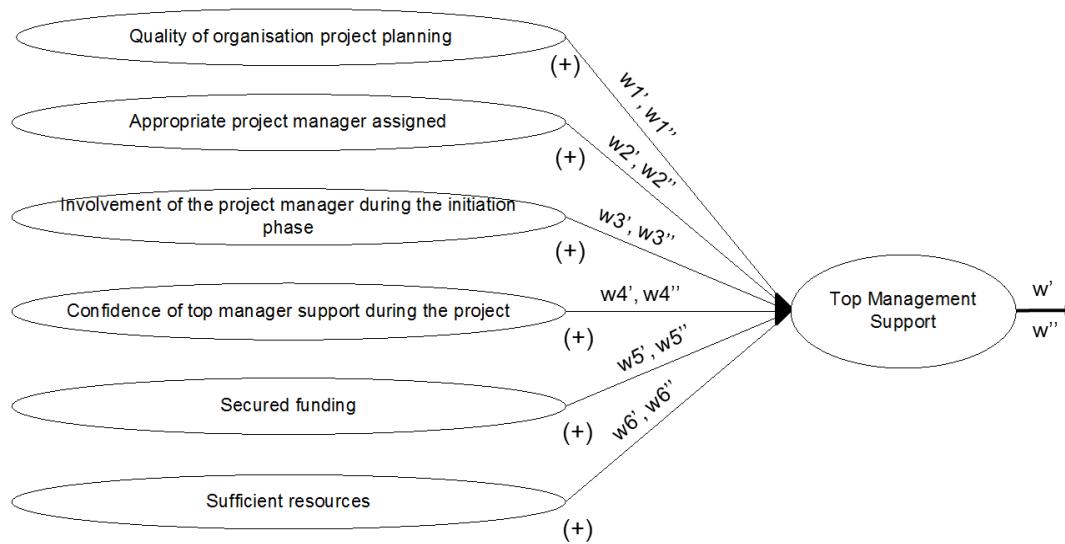 Quality of organisation project planning
(+)
w1’, w1’’
Appropriate project manager assigned
(+)
w2’, w2’’
Involvement of the project manager during the initiation
phase
(+)
w3’, w3’’
Confidence of top manager support during the project
(+)
w4’, w4’’
Secured funding
(+)
w5’, w5’’
Sufficient resources
(+)
w6’, w6’’
Top Management
Support
w’
w’’